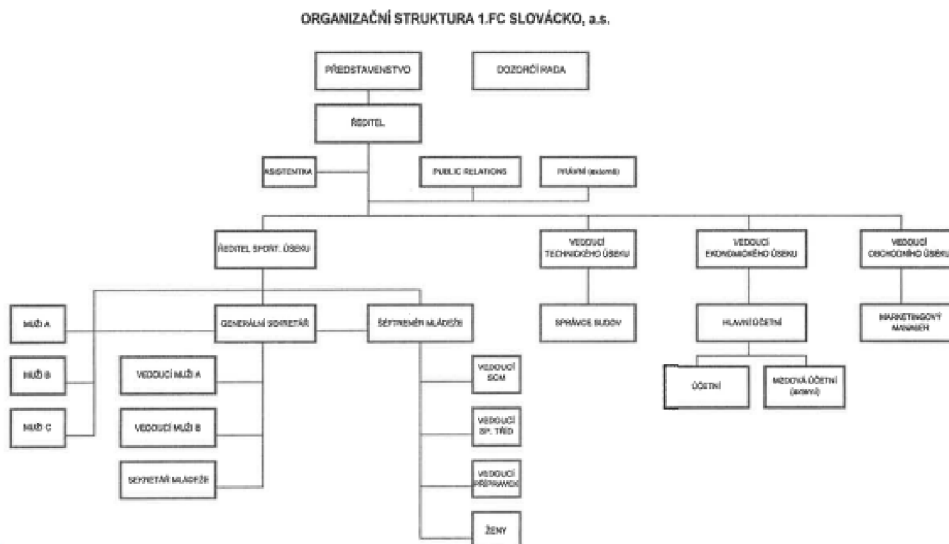 ORGANIZAČNÍ STRUKTURA 1.FC SLOVÁCKO, a.s.
PŘEDSTAVENSTVO
DOZORČÍ RADA
ŘEDITEL
ASISTENTKA
PUBLIC RELATIONS
PRÁVNÍ (externě)
ŘEDITEL SPORT. ÚSEKU
VEDOUCÍ
TECHNICKÉHO ÚSEKU
VEDOUCÍ
EKONOMICKÉHO ÚSEKU
VEDOUCÍ
OBCHODNÍHO ÚSEKU
MUŽI A
GENERÁLNÍ SEKRETÁŘ
ŠÉFTRENÉR MLÁDEŽE
SPRÁVCE BUDOV
HLAVNÍ ÚČETNÍ
MARKETINGOVÝ
MANAGER
MUŽI B
VEDOUCÍ MUŽI A
VEDOUCÍ
SCM
ÚČETNÍ
MZDOVÁ ÚČETNÍ
(externí)
MUŽI C
VEDOUCÍ MUŽI B
VEDOUCÍ
SP. TŘÍD
SEKRETÁŘ MLÁDEŽE
VEDOUCÍ
PŘÍPRAVEK
ŽENY